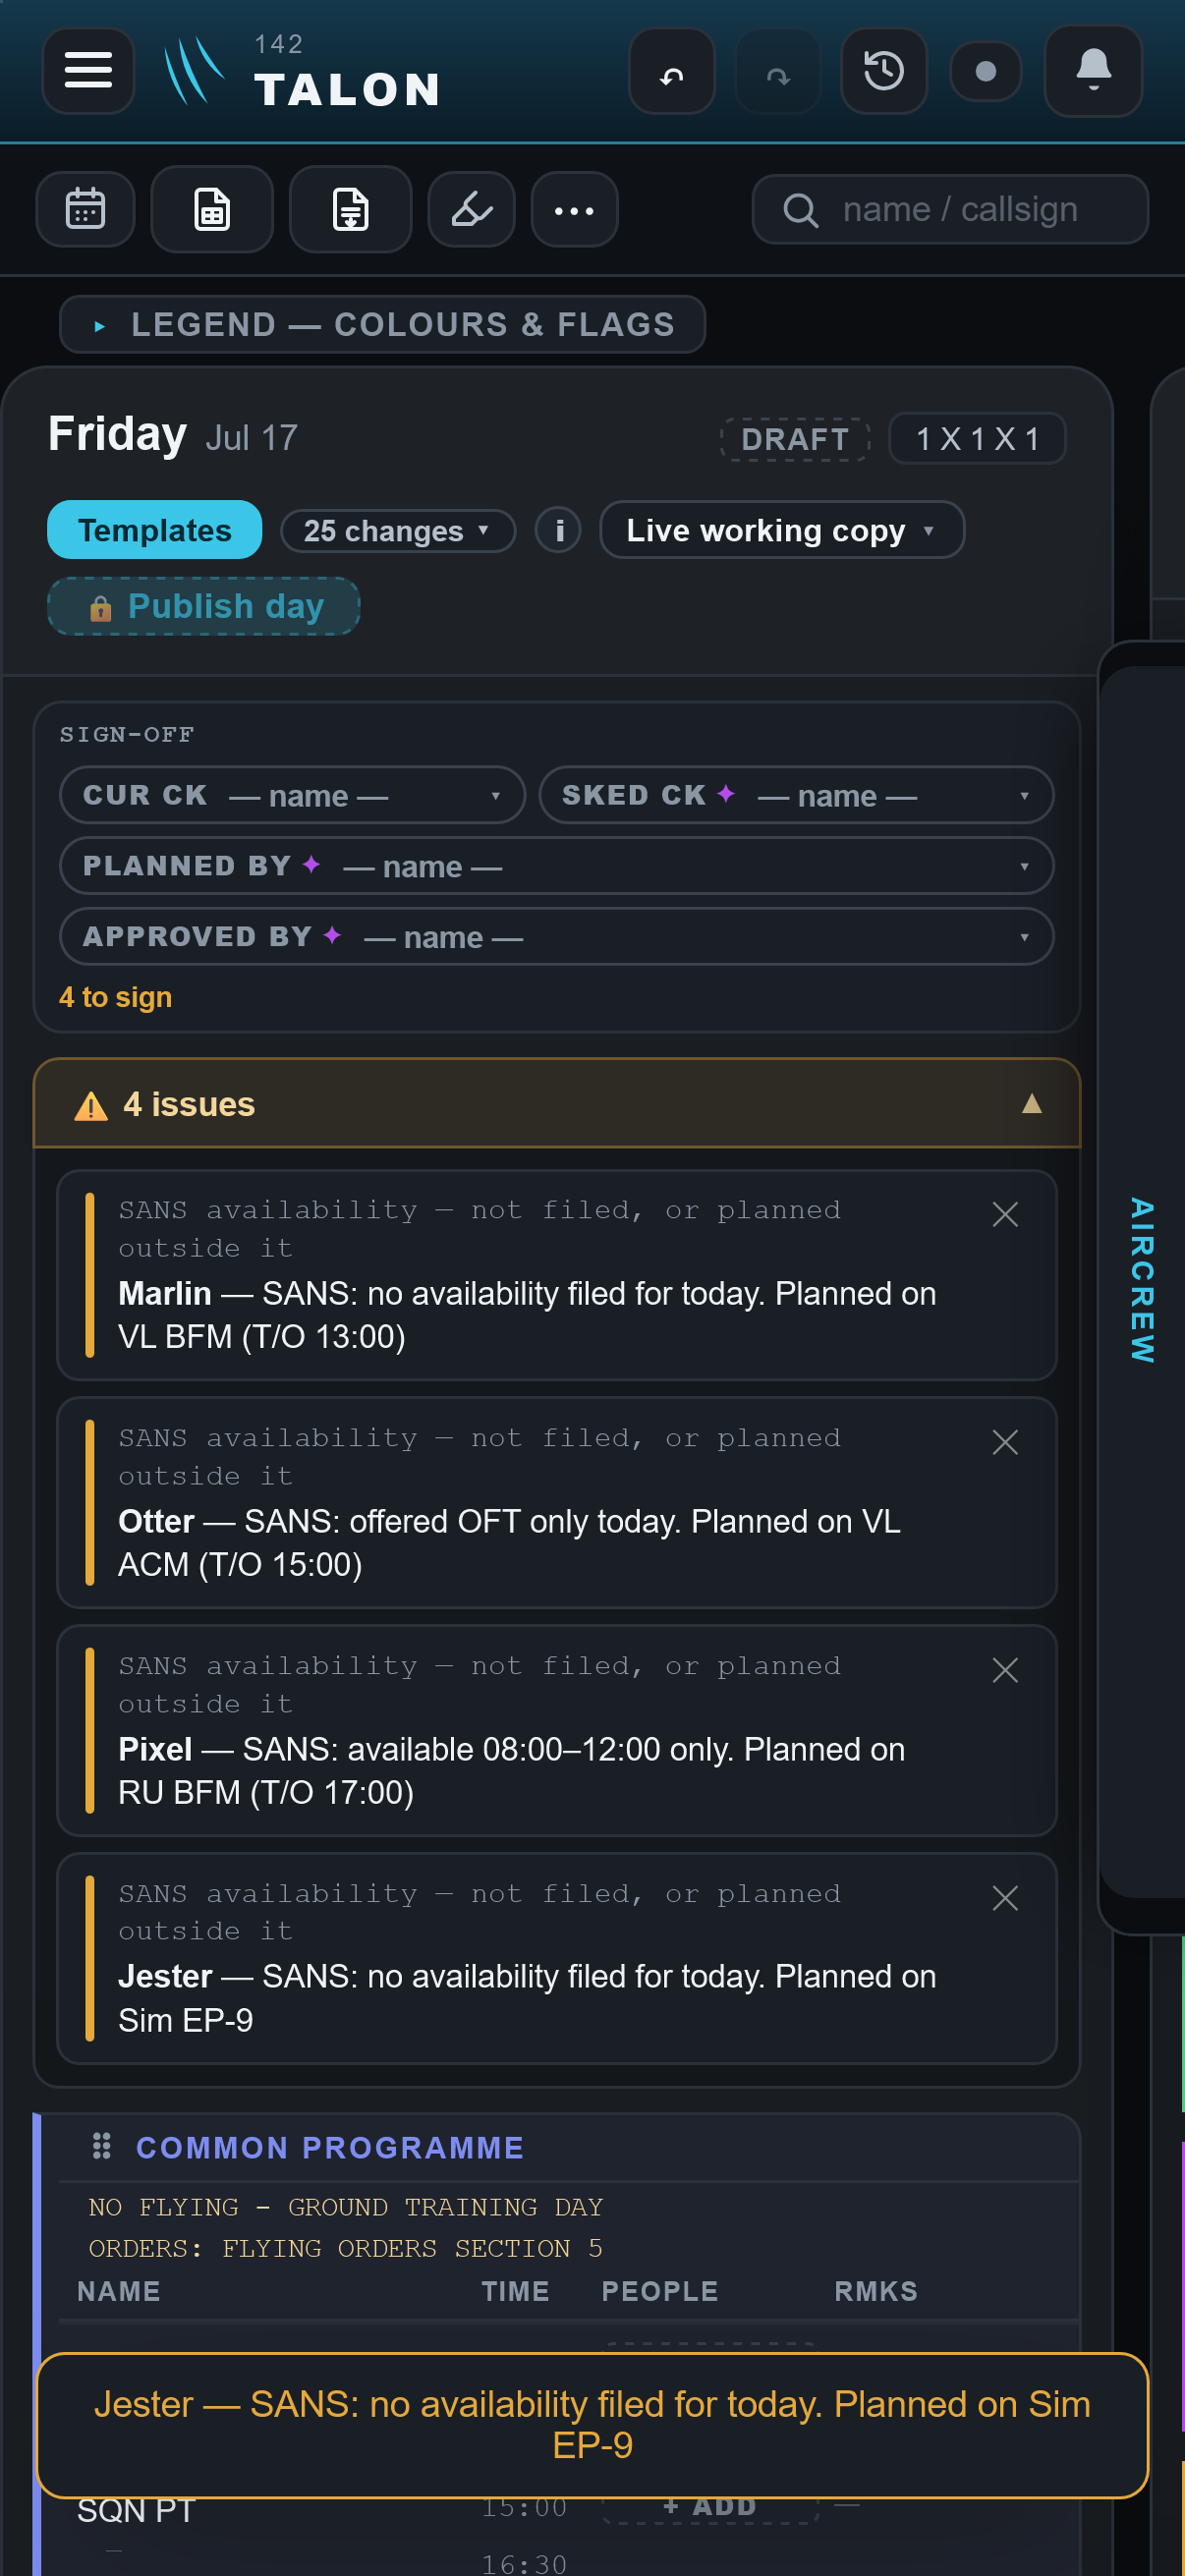 142
TALON
name / callsign
LEGEND — COLOURS & FLAGS
Friday Jul 17
DRAFT
1 X 1 X 1
Templates
25 changes
i
Live working copy
Publish day
SIGN-OFF
CUR CK — name —
SKED CK — name —
PLANNED BY — name —
APPROVED BY — name —
4 to sign
4 issues
SANS availability — not filed, or planned
outside it
Marlin — SANS: no availability filed for today. Planned on
VL BFM (T/O 13:00)
SANS availability — not filed, or planned
outside it
Otter — SANS: offered OFT only today. Planned on VL
ACM (T/O 15:00)
SANS availability — not filed, or planned
outside it
Pixel — SANS: available 08:00–12:00 only. Planned on
RU BFM (T/O 17:00)
SANS availability — not filed, or planned
outside it
Jester — SANS: no availability filed for today. Planned on
Sim EP-9
AIRCREW
COMMON PROGRAMME
NO FLYING - GROUND TRAINING DAY
ORDERS: FLYING ORDERS SECTION 5
NAME TIME PEOPLE RMKS
Jester — SANS: no availability filed for today. Planned on Sim
EP-9
SQN PT 15:00 + ADD —
— 16:30